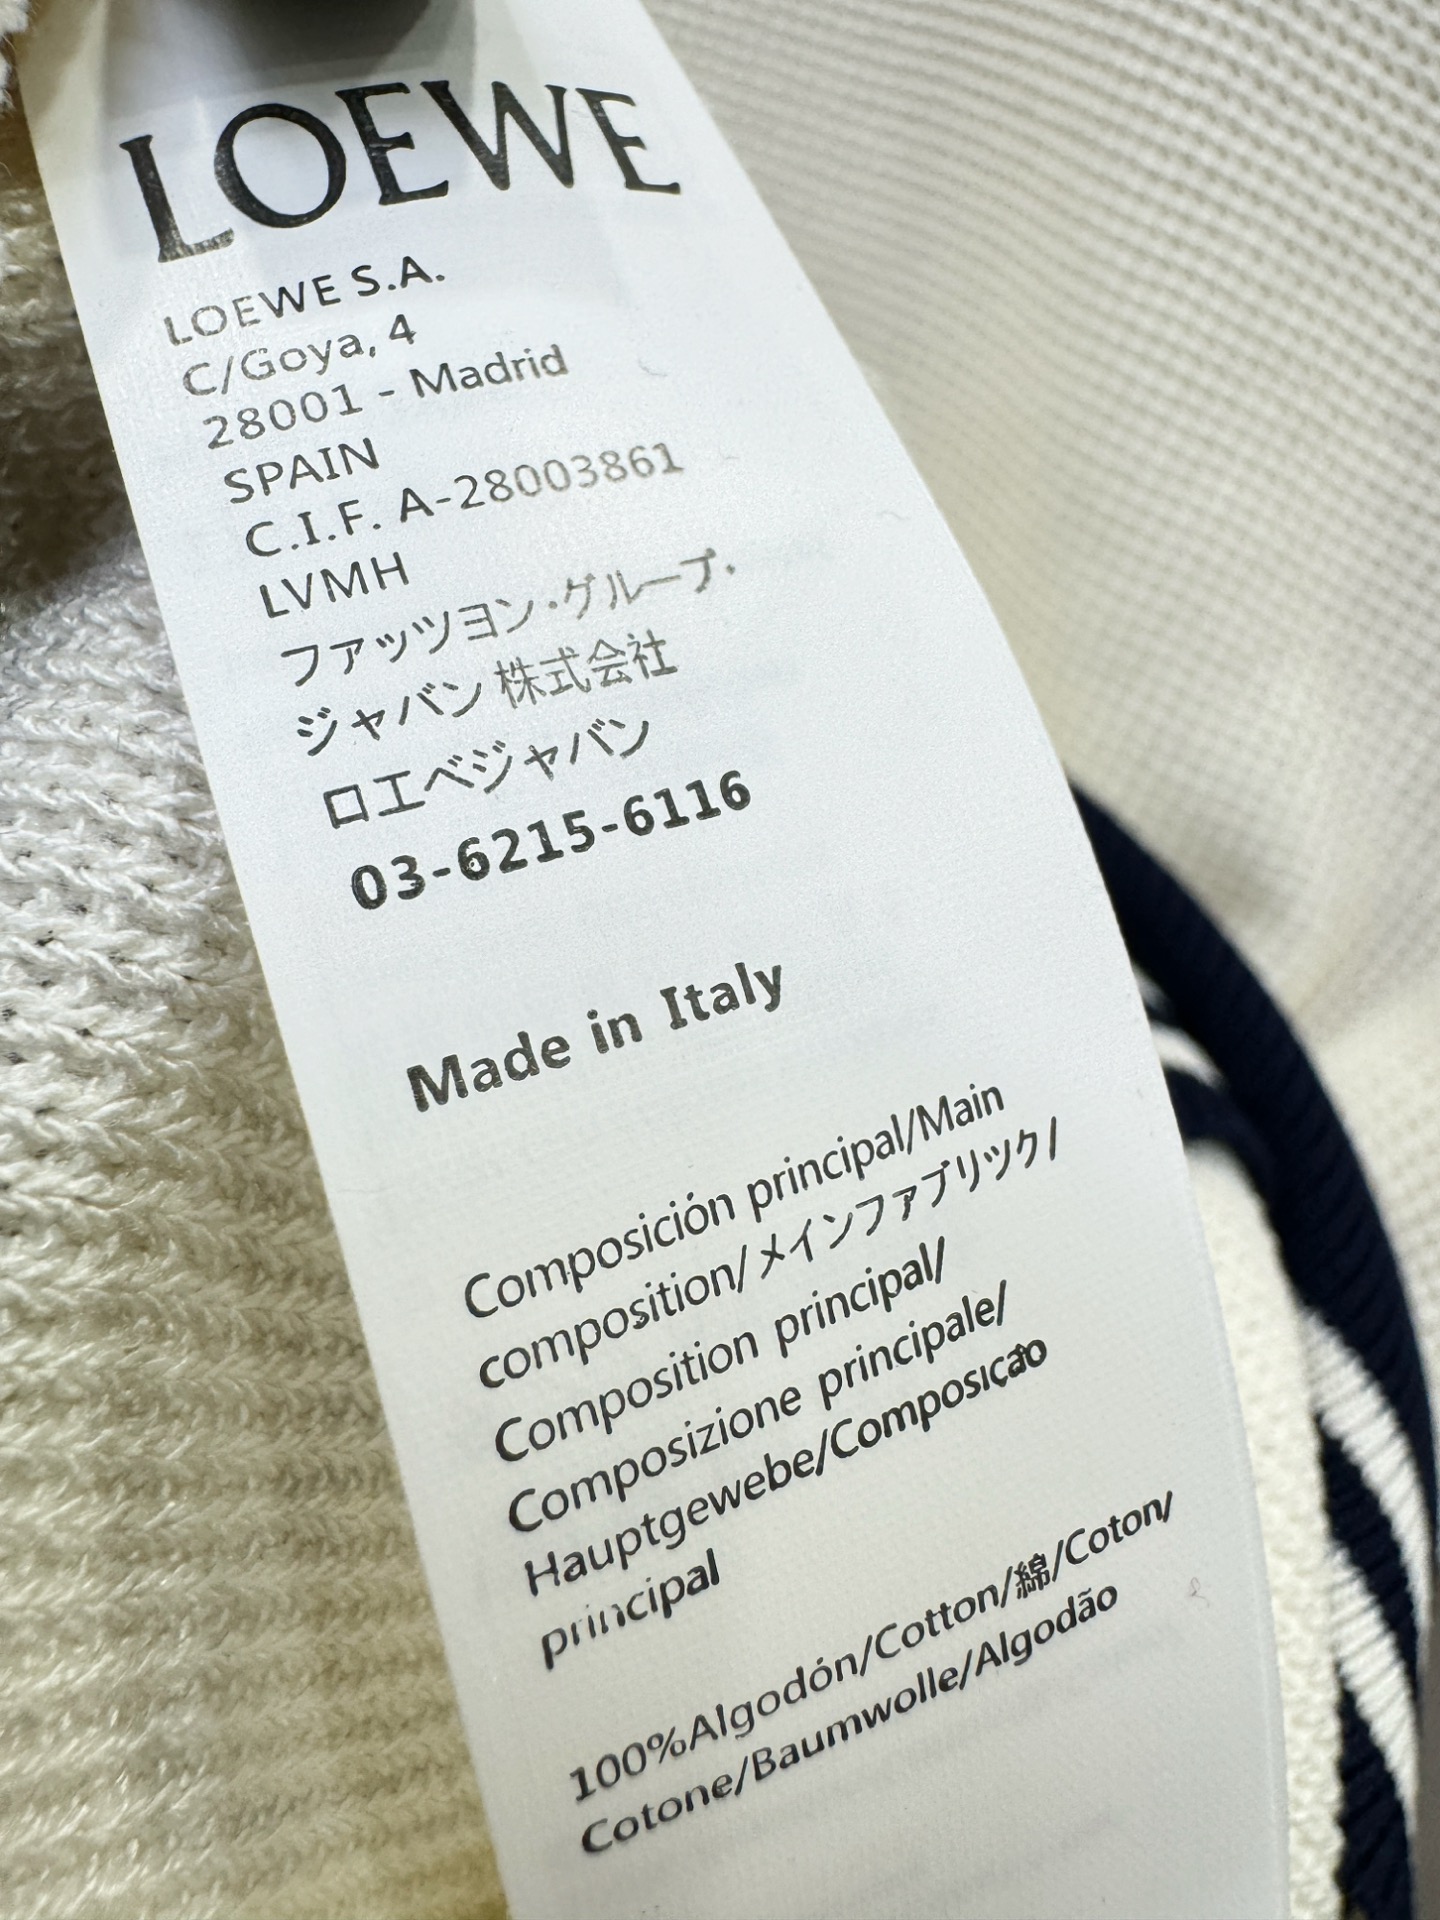 LOEWE
LOEWE S.A.
C/Goya, 4
28001 - Madrid
SPAIN
C.I.F. A-28003861
LVMH
ファッツヨン・グループ・
ジャバン 株式会社
ロエベジャバン
03-6215-6116
Made in Italy
Composición principal/Main
composition/メインファブリツク/
Composition principal/
Composizione principale/
Hauptgewebe/Composição
principal
100%Algodón/Cotton/綿/Coton/
Cotone/Baumwolle/Algodão